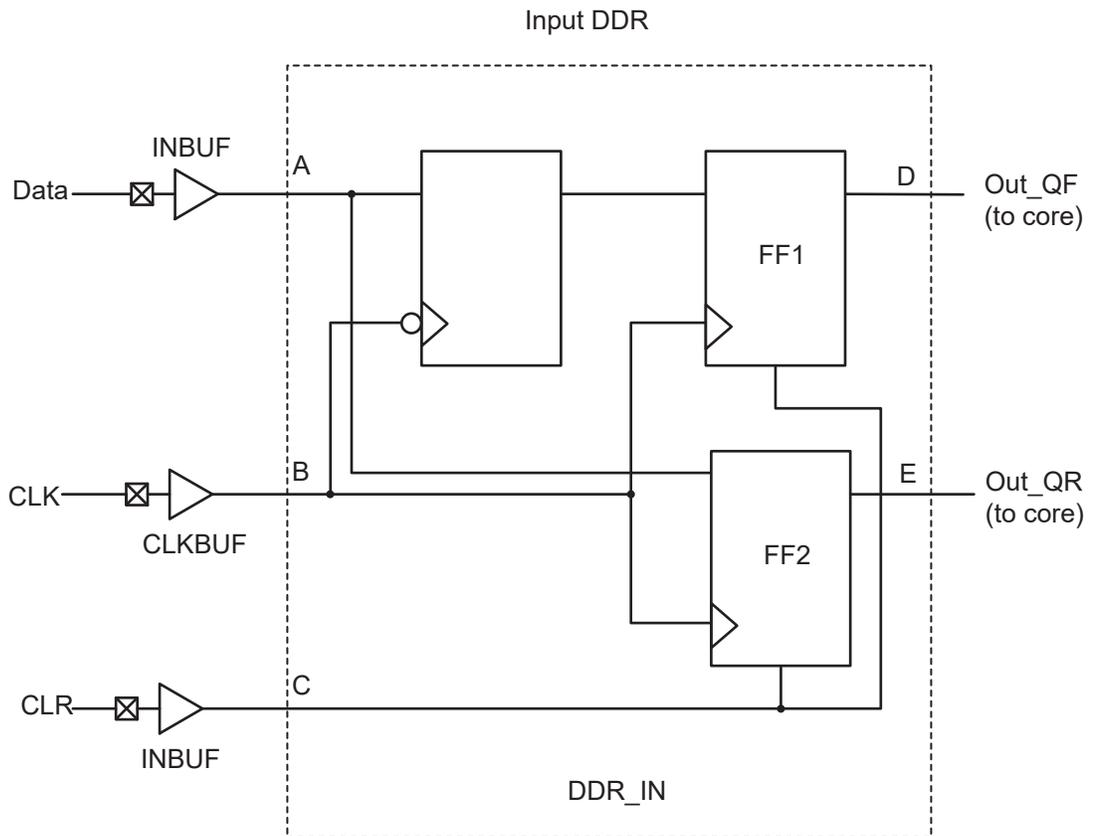 Input DDR
INBUF
A
Data
D
Out_QF
(to core)
FF1
B
E
CLK
Out_QR
(to core)
CLKBUF
FF2
C
CLR
INBUF
DDR_IN